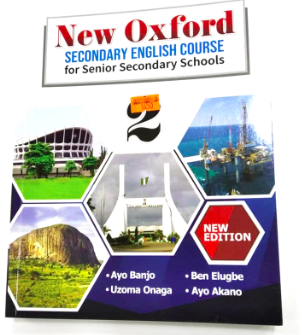 New Oxford
SECONDARY ENGLISH COURSE
for Senior Secondary Schools
2
NEW
EDITION
• Ayo Banjo
• Ben Elugbe
• Uzoma Onaga
• Ayo Akano